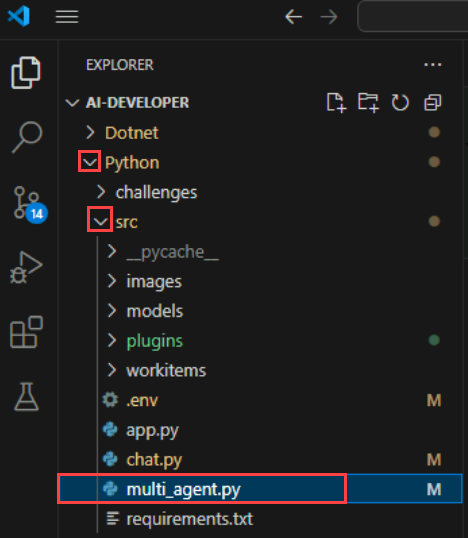 EXPLORER
AI-DEVELOPER
Dotnet
Python
challenges
14
src
__pycache__
images
models
plugins
workitems
.env M
app.py
chat.py M
multi_agent.py M
requirements.txt